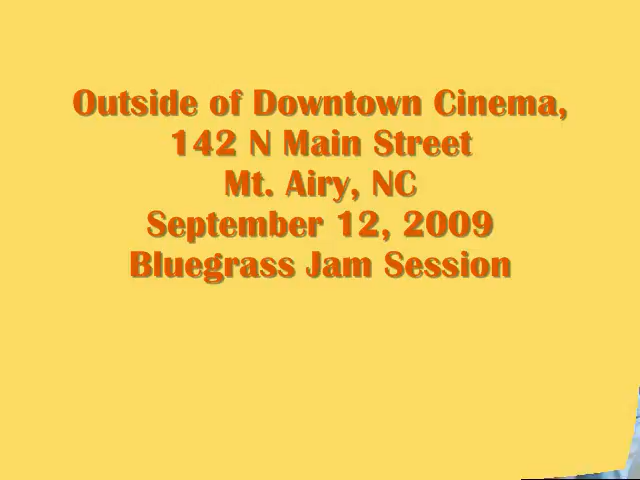 Outside of Downtown Cinema,
142 N Main Street
Mt. Airy, NC
September 12, 2009
Bluegrass Jam Session